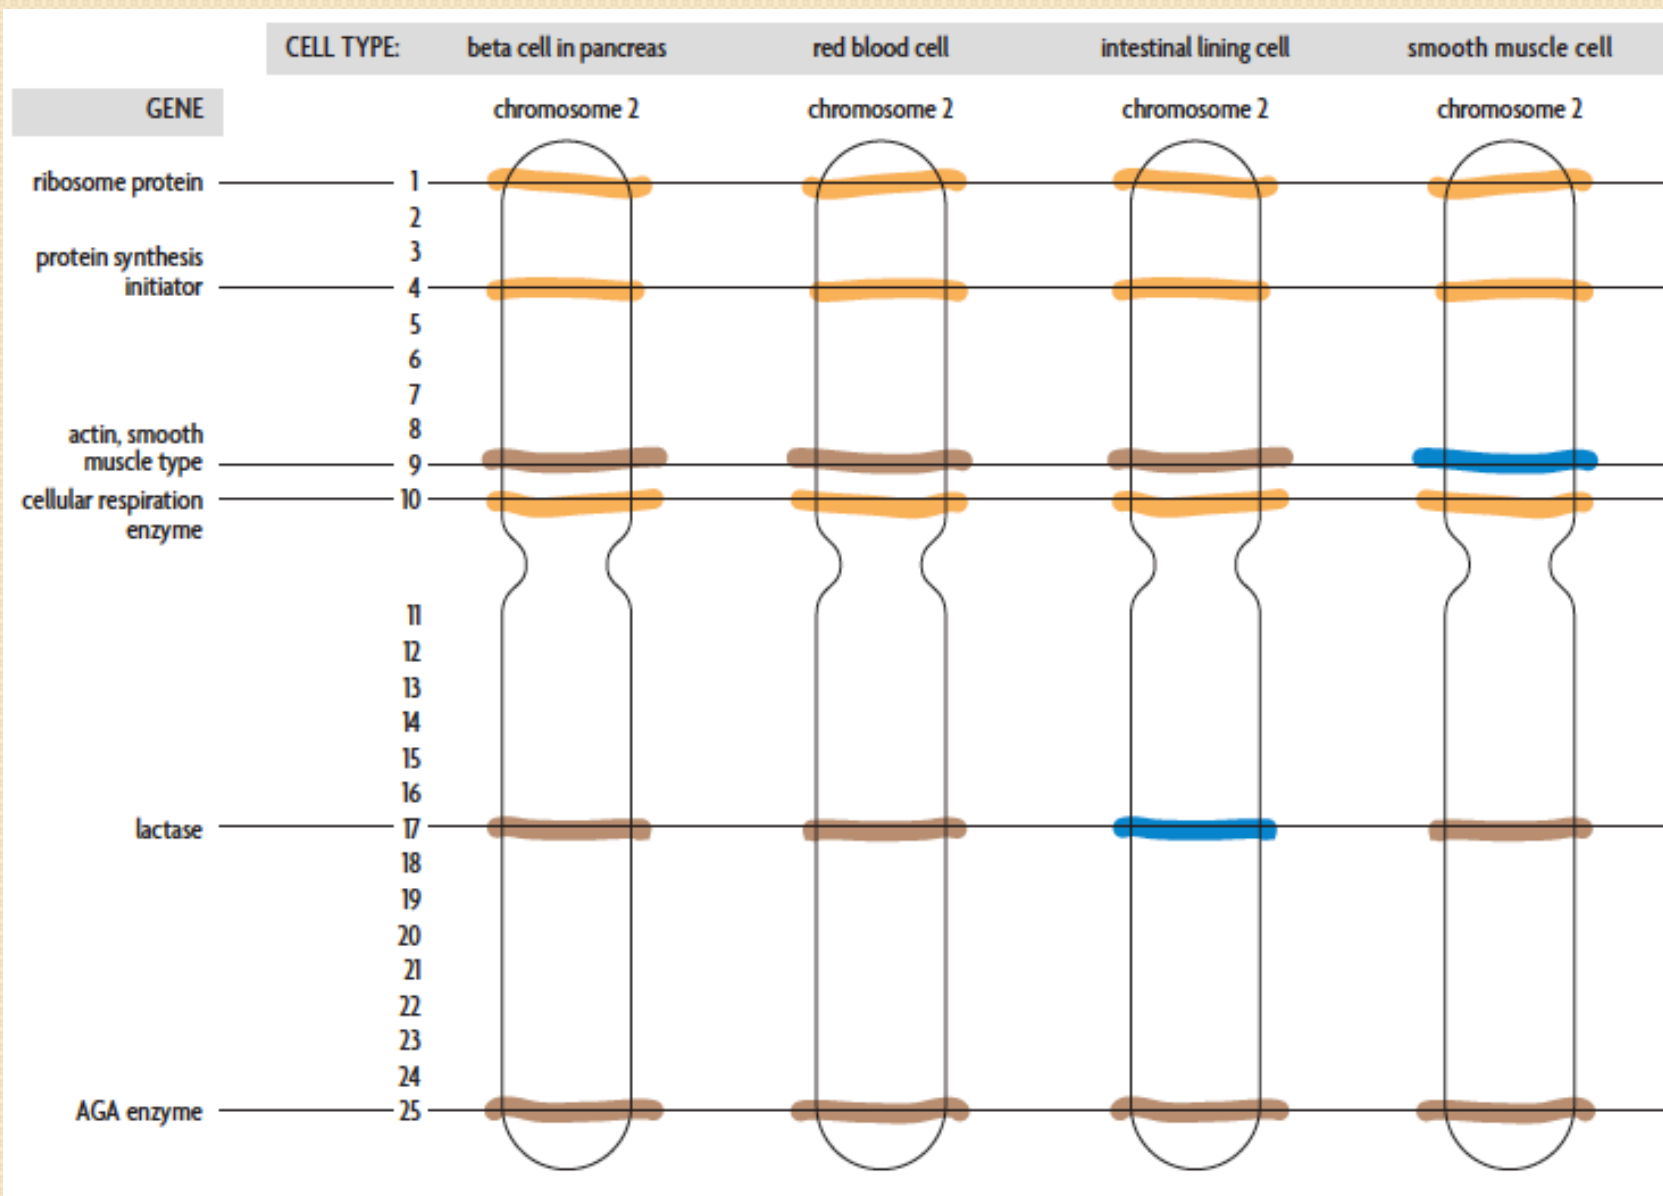 CELL TYPE: beta cell in pancreas red blood cell intestinal lining cell smooth muscle cell
GENE chromosome 2 chromosome 2 chromosome 2 chromosome 2
ribosome protein 1
2
3
protein synthesis
initiator 4
5
6
7
8
actin, smooth
muscle type 9
cellular respiration 10
enzyme
11
12
13
14
15
16
lactase 17
18
19
20
21
22
23
24
AGA enzyme 25